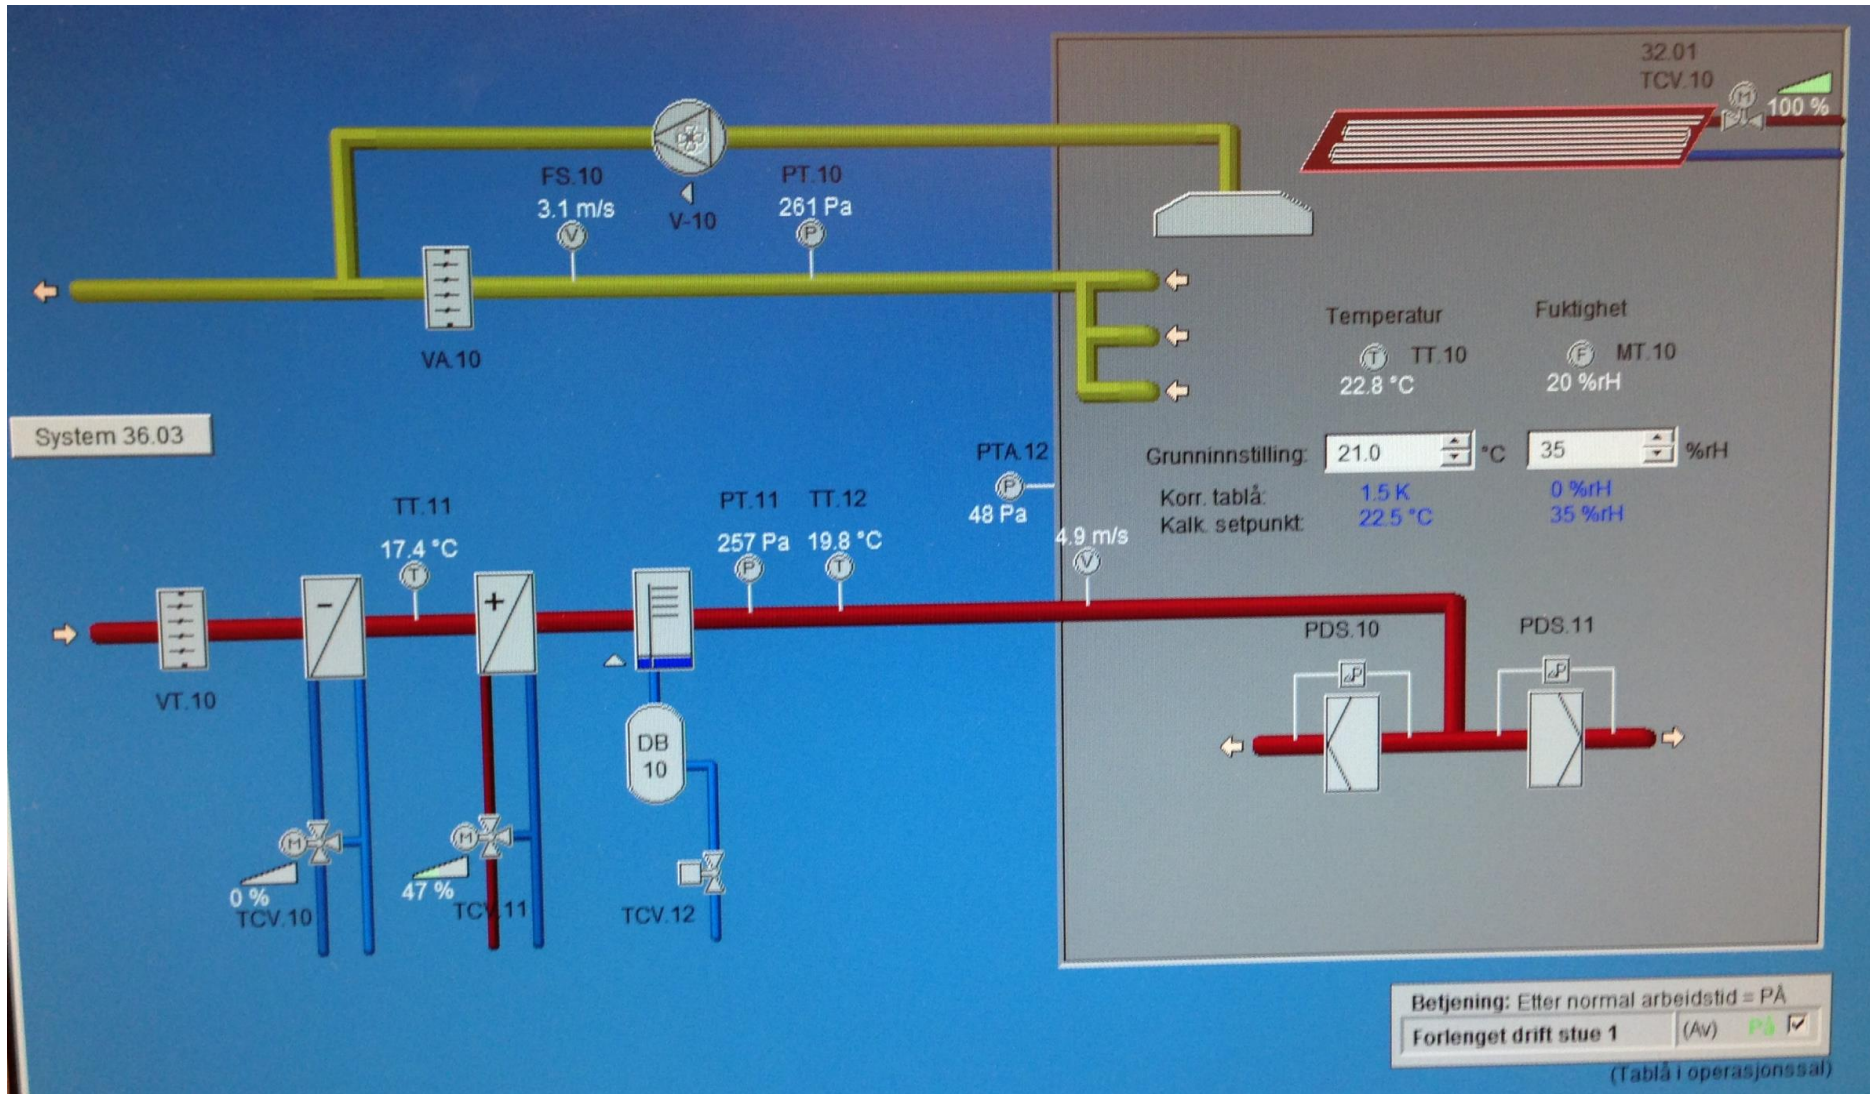 32.01
TCV.10
M
100 %
FS.10
3.1 m/s
V
V-10
PT.10
261 Pa
P
VA.10
Temperatur
Fuktighet
T
TT.10
F
MT.10
22.8 °C
20 %rH
System 36.03
PTA.12
P
48 Pa
Grunninnstilling:
21.0
°C
35
%rH
Korr. tablå:
1.5 K
0 %rH
Kalk. setpunkt:
22.5 °C
35 %rH
TT.11
17.4 °C
T
PT.11
257 Pa
P
TT.12
19.8 °C
T
4.9 m/s
V
-
+
VT.10
PDS.10
PDS.11
P
P
DB
10
M
0 %
TCV.10
M
47 %
TCV.11
TCV.12
Betjening: Etter normal arbeidstid = PÅ
Forlenget drift stue 1
(Av)
På
(Tablå i operasjonssal)